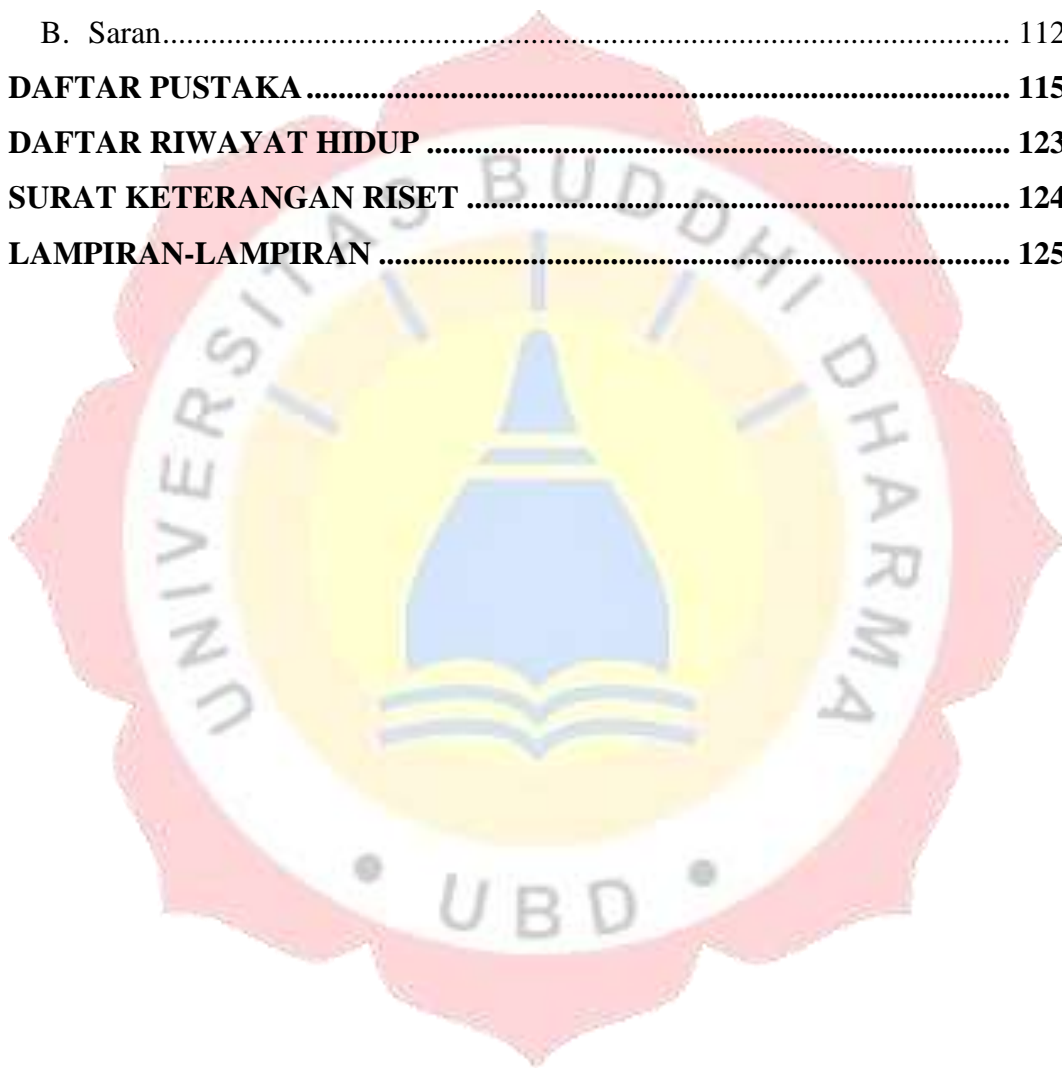 B. Saran........................................................................................................... 112
DAFTAR PUSTAKA......................................................................................... 115
DAFTAR RIWAYAT HIDUP .......................................................................... 123
SURAT KETERANGAN RISET ..................................................................... 124
LAMPIRAN-LAMPIRAN ................................................................................ 125
UNIVERSITAS BUDDHI DHARMA
• UBD •